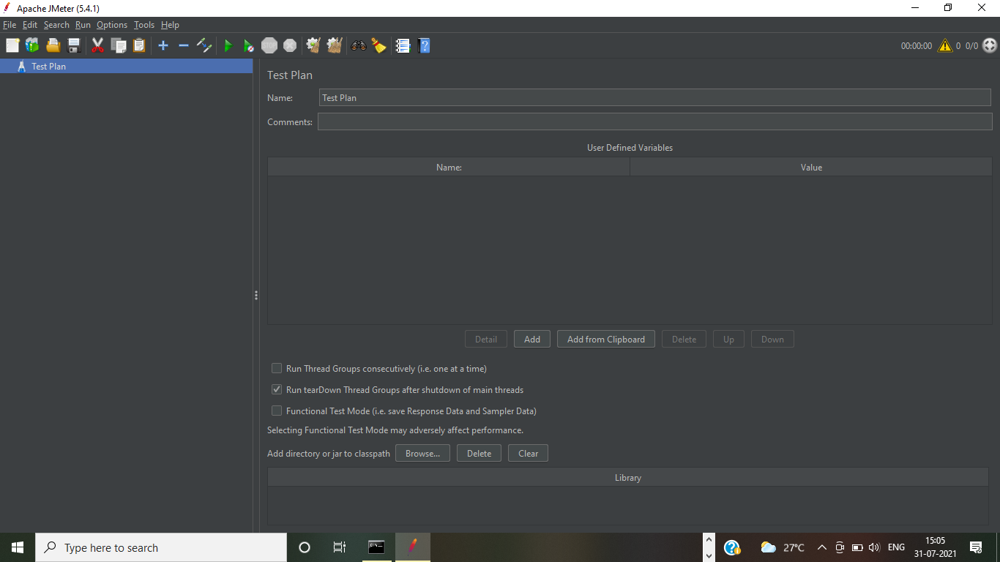 Apache JMeter (5.4.1)
File Edit Search Run Options Tools Help
STOP 00:00:00 0 0/0
Test Plan
Test Plan
Name: Test Plan
Comments:
User Defined Variables
Name: Value
Detail Add Add from Clipboard Delete Up Down
Run Thread Groups consecutively (i.e. one at a time)
Run tearDown Thread Groups after shutdown of main threads
Functional Test Mode (i.e. save Response Data and Sampler Data)
Selecting Functional Test Mode may adversely affect performance.
Add directory or jar to classpath Browse... Delete Clear
Library
Type here to search
27°C
ENG
15:05
31-07-2021